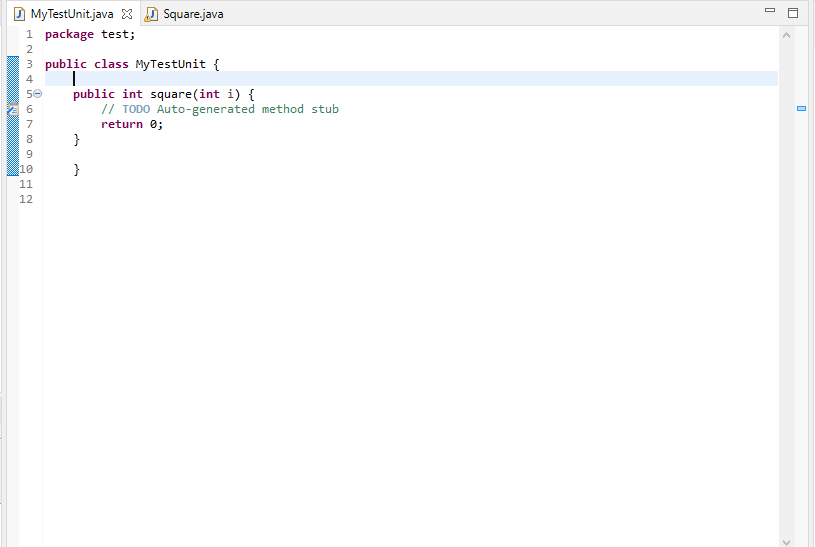 MyTestUnit.java Square.java
1 package test;
2
3 public class MyTestUnit {
4
5 public int square(int i) {
6 // TODO Auto-generated method stub
7 return 0;
8 }
9
10 }
11
12